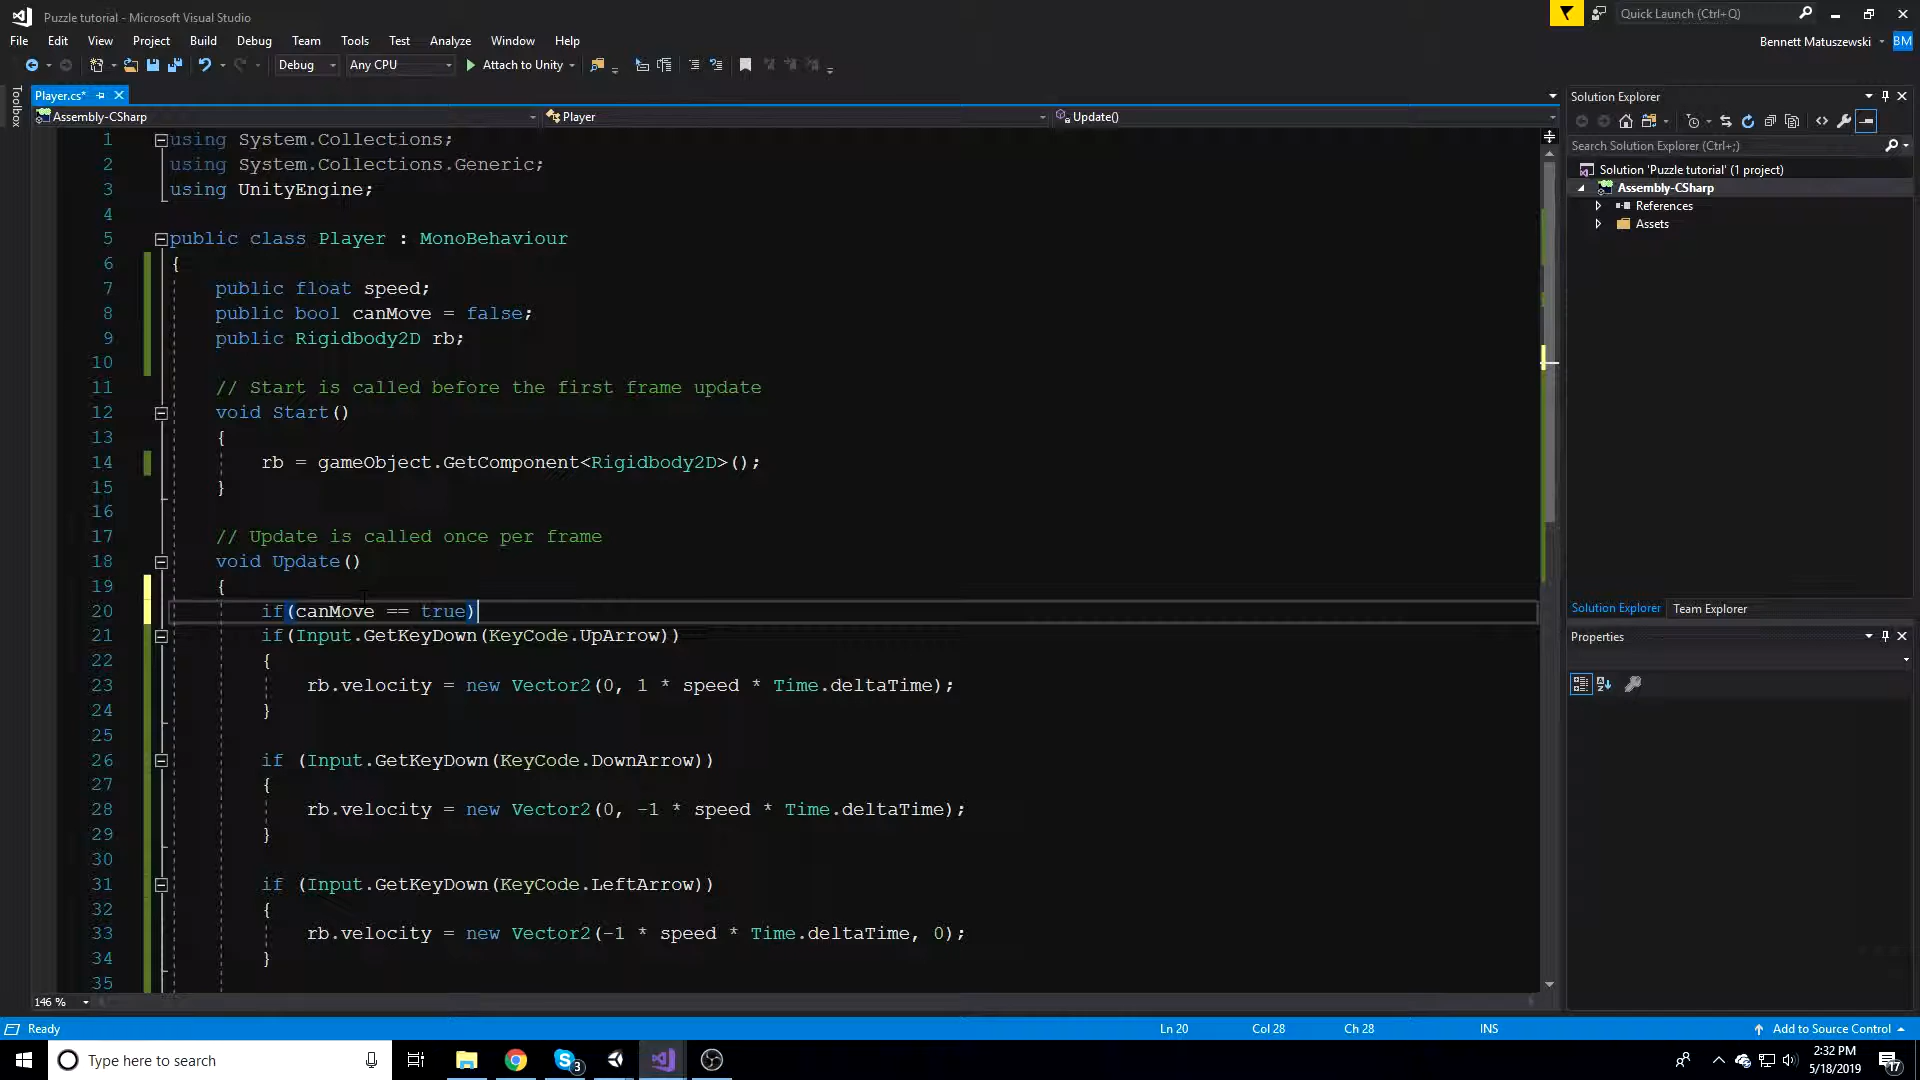 Puzzle tutorial - Microsoft Visual Studio
Quick Launch (Ctrl+Q)
File Edit View Project Build Debug Team Tools Test Analyze Window Help
Bennett Matuszewski BM
Debug Any CPU Attach to Unity
Toolbox
Player.cs*
Assembly-CSharp Player Update()
1 using System.Collections;
2 using System.Collections.Generic;
3 using UnityEngine;
4
5 public class Player : MonoBehaviour
6 {
7 public float speed;
8 public bool canMove = false;
9 public Rigidbody2D rb;
10
11 // Start is called before the first frame update
12 void Start()
13 {
14 rb = gameObject.GetComponent<Rigidbody2D>();
15 }
16
17 // Update is called once per frame
18 void Update()
19 {
20 if(canMove == true)
21 if(Input.GetKeyDown(KeyCode.UpArrow))
22 {
23 rb.velocity = new Vector2(0, 1 * speed * Time.deltaTime);
24 }
25
26 if (Input.GetKeyDown(KeyCode.DownArrow))
27 {
28 rb.velocity = new Vector2(0, -1 * speed * Time.deltaTime);
29 }
30
31 if (Input.GetKeyDown(KeyCode.LeftArrow))
32 {
33 rb.velocity = new Vector2(-1 * speed * Time.deltaTime, 0);
34 }
35
146 %
Solution Explorer
Search Solution Explorer (Ctrl+;)
Solution 'Puzzle tutorial' (1 project)
Assembly-CSharp
References
Assets
Solution Explorer Team Explorer
Properties
Ready Ln 20 Col 28 Ch 28 INS Add to Source Control
Type here to search
3
2:32 PM
5/18/2019
17